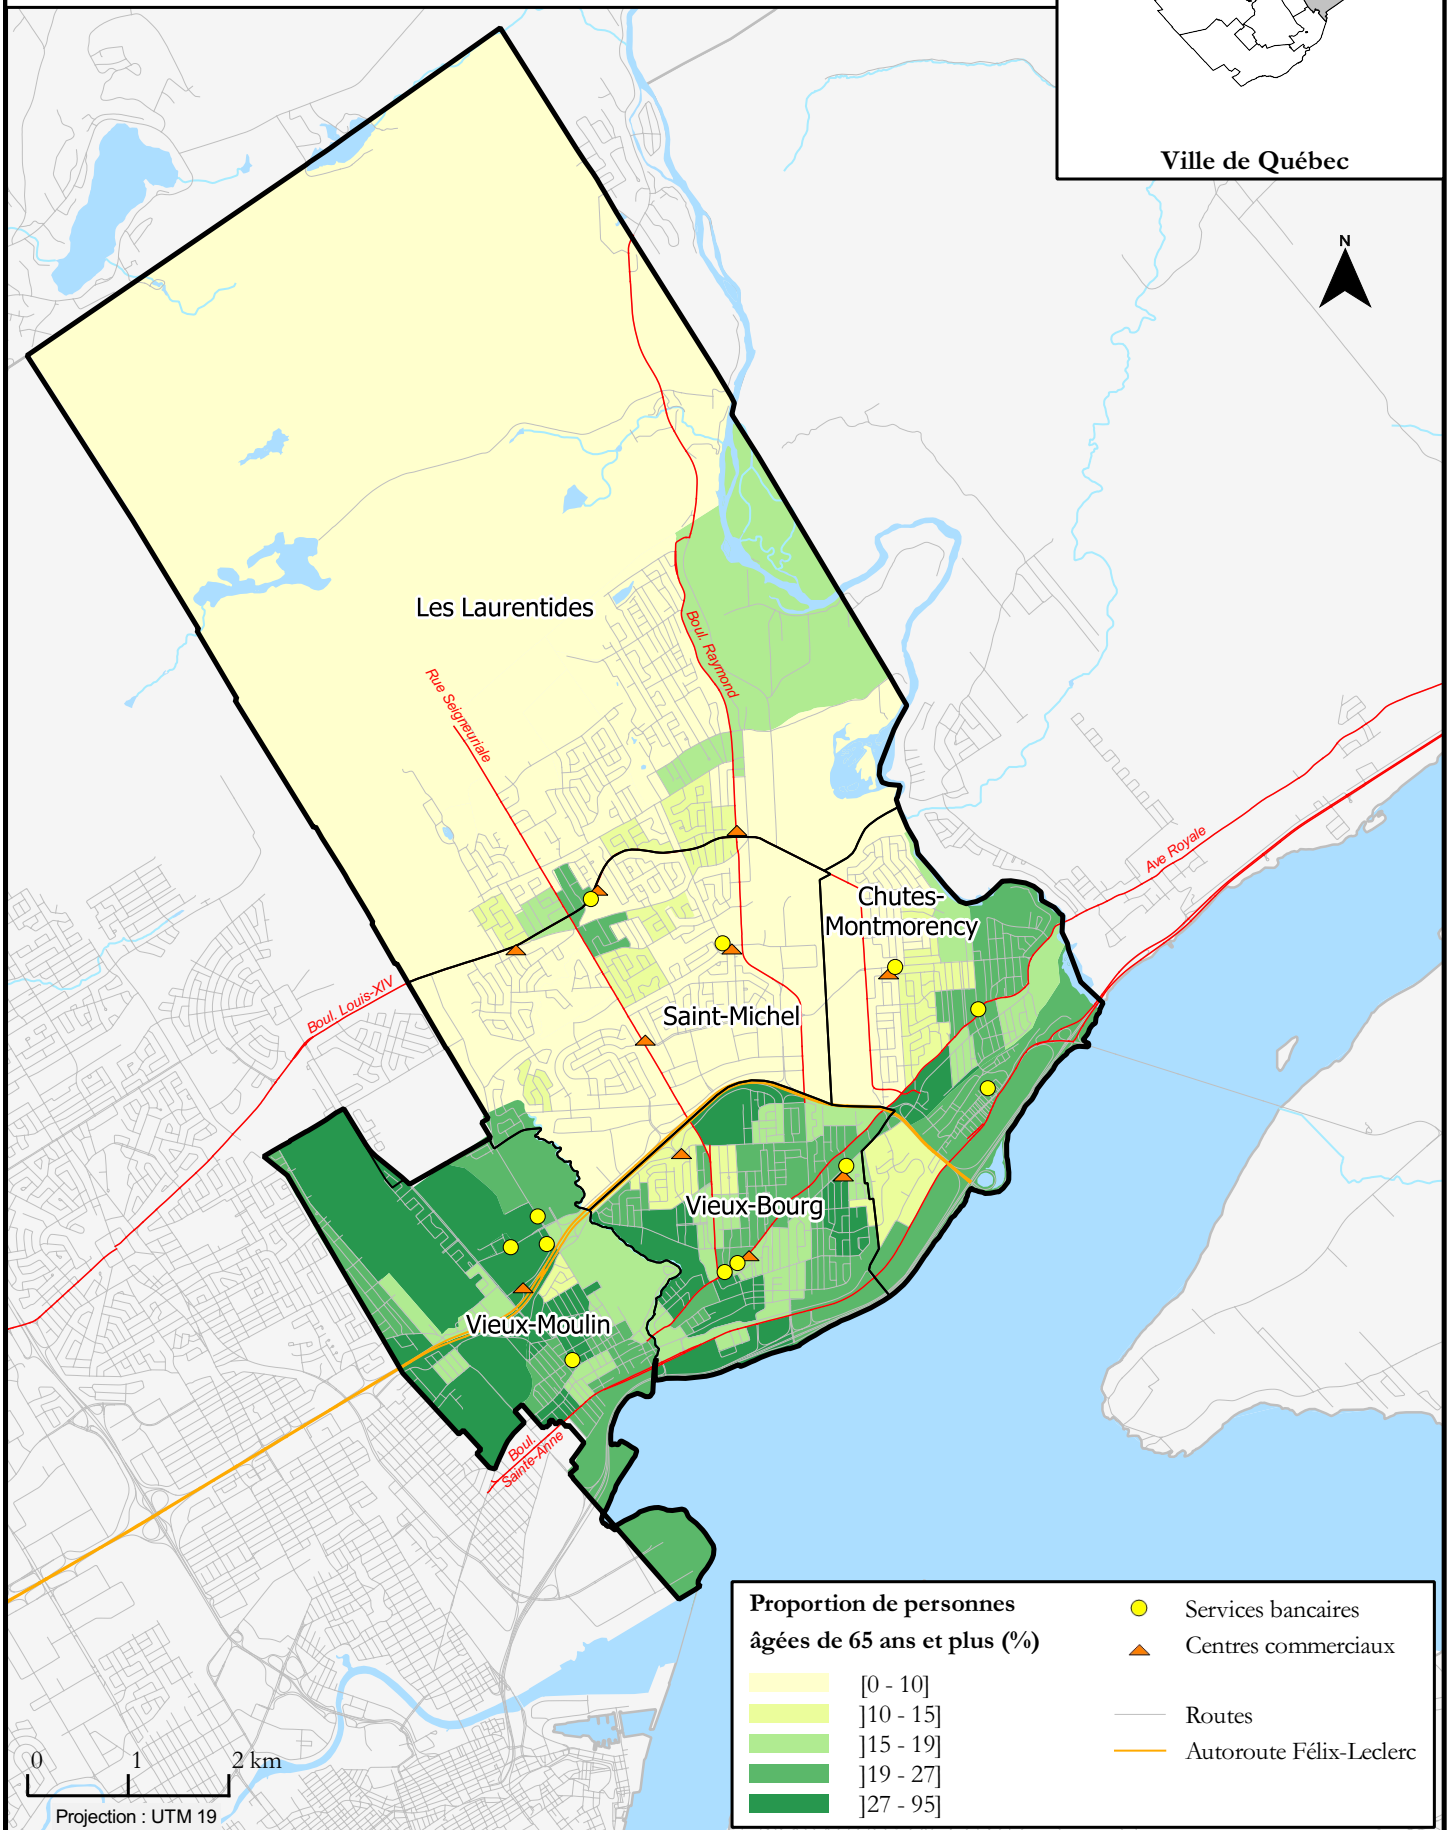 Ville de Québec
N
Les Laurentides
Boul. Raymond
Rue Seigneuriale
Ave Royale
Chutes-
Montmorency
Boul. Louis-XIV
Saint-Michel
Vieux-Bourg
Vieux-Moulin
Boul.
Sainte-Anne
Proportion de personnes
âgées de 65 ans et plus (%)
[0 - 10]
]10 - 15]
]15 - 19]
]19 - 27]
]27 - 95]
Services bancaires
Centres commerciaux
Routes
Autoroute Félix-Leclerc
0 1 2 km
Projection : UTM 19